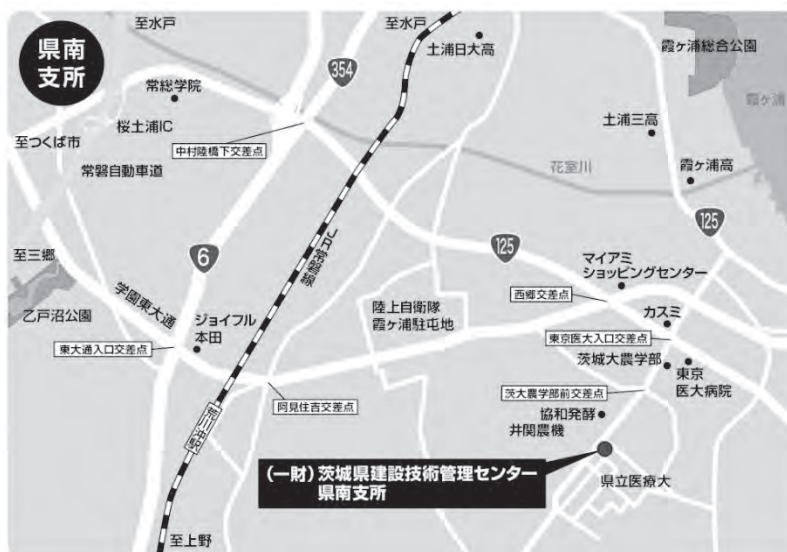 県南
支所
至水戸
至水戸
土浦日大高
霞ヶ浦総合公園
354
常総学院
霞ヶ浦
桜土浦IC
土浦三高
至つくば市
中村陸橋下交差点
花室川
霞ヶ浦高
常磐自動車道
125
至三郷
6
JR常磐線
125
マイアミ
ショッピングセンター
学園東大通
西郷交差点
乙戸沼公園
ジョイフル
本田
陸上自衛隊
霞ヶ浦駐屯地
カスミ
東大通入口交差点
東京医大入口交差点
茨城大農学部
東京
医大病院
阿見住吉交差点
茨大農学部前交差点
荒川沖駅
協和発酵
井関農機
(一財)茨城県建設技術管理センター
県南支所
県立医療大
至上野